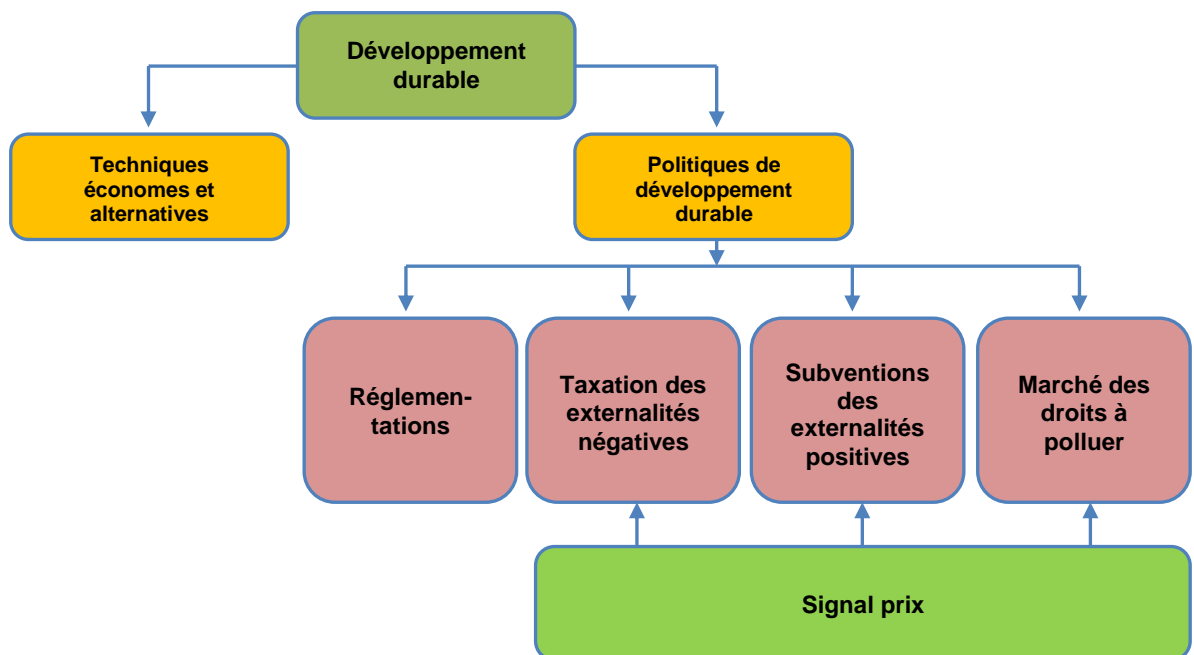 Développement
durable
Techniques
économes et
alternatives
Politiques de
développement
durable
Réglemen-
tations
Taxation des
externalités
négatives
Subventions
des
externalités
positives
Marché des
droits à
polluer
Signal prix